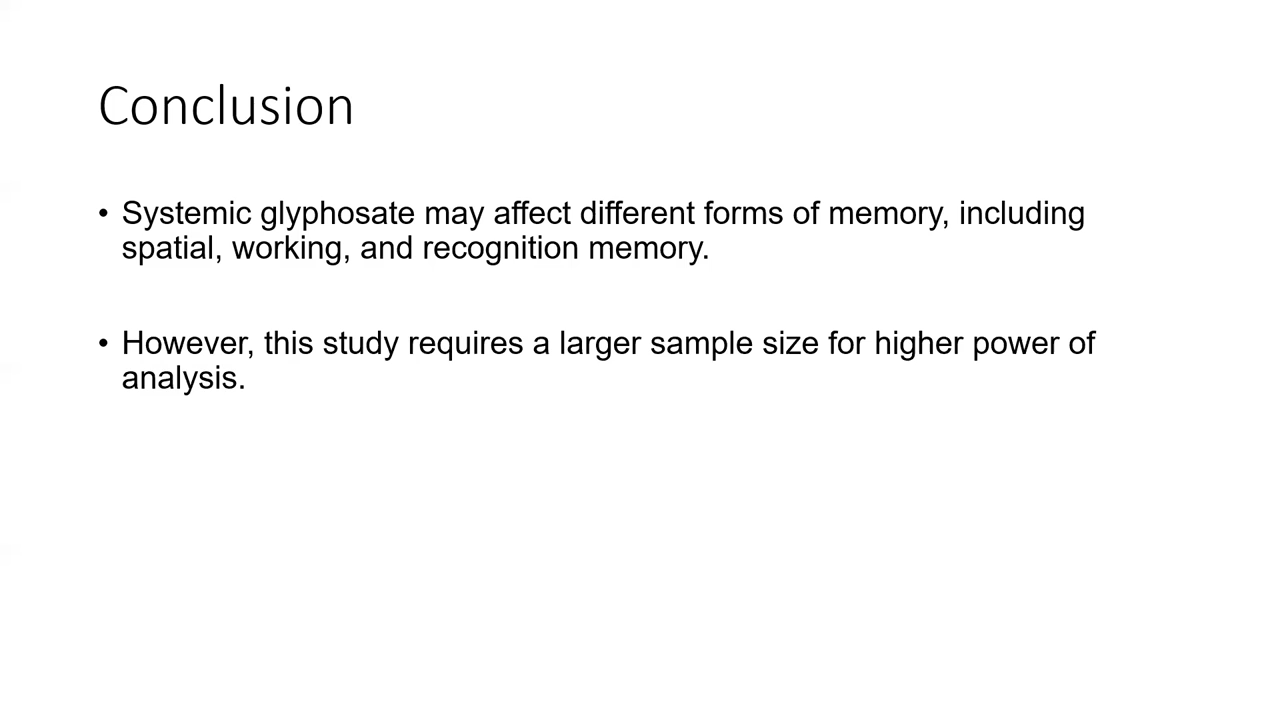 Conclusion
• Systemic glyphosate may affect different forms of memory, including
spatial, working, and recognition memory.
• However, this study requires a larger sample size for higher power of
analysis.